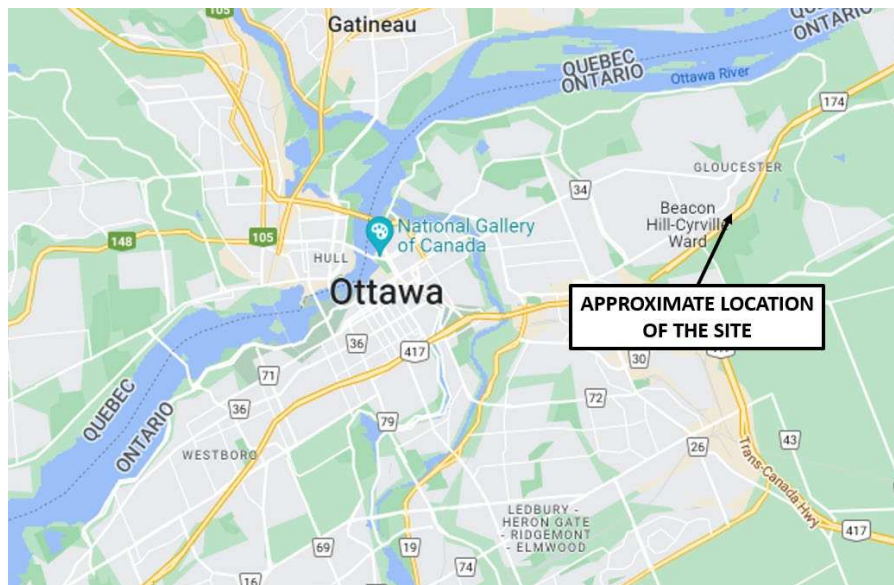 105
Gatineau
QUEBEC
ONTARIO
QUEBEC
ONTARIO
Ottawa River
174
GLOUCESTER
34
Beacon
Hill-Cyrville
Ward
National Gallery
of Canada
148
105
HULL
Ottawa
APPROXIMATE LOCATION
OF THE SITE
36
417
30
71
72
36
79
QUEBEC
ONTARIO
WESTBORO
26
43
Trans-Canada Hwy
417
LEDBURY -
HERON GATE
- RIDGEMONT
- ELMWOOD
69
19
74
16